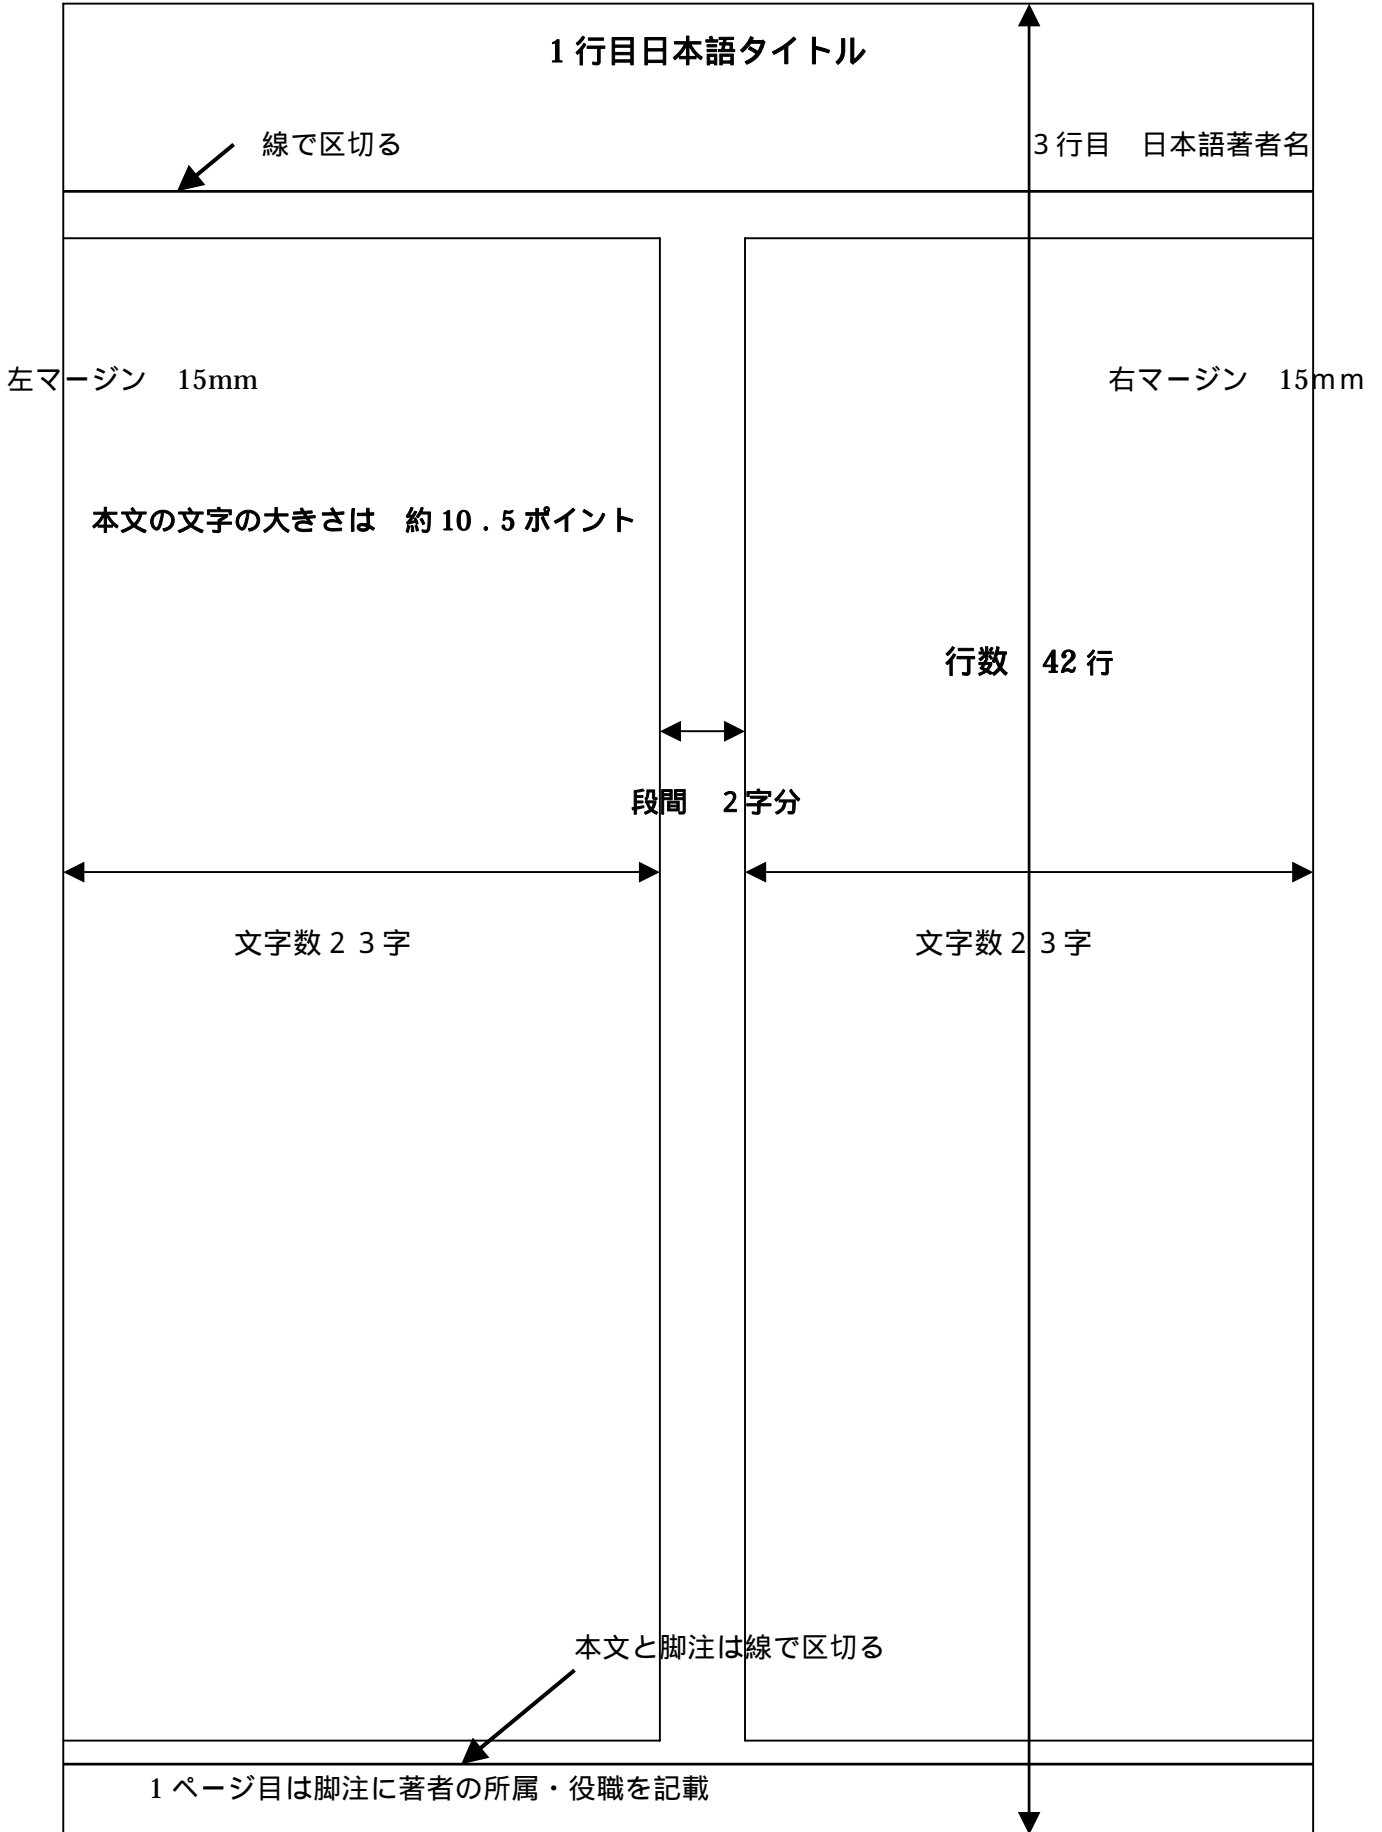 1 行目日本語タイトル
線で区切る
3 行目　日本語著者名
左マージン　15mm
右マージン　15ｍｍ
本文の文字の大きさは　約 10．5 ポイント
行数　42 行
段間　2 字分
文字数２３字
文字数２３字
本文と脚注は線で区切る
1 ページ目は脚注に著者の所属・役職を記載